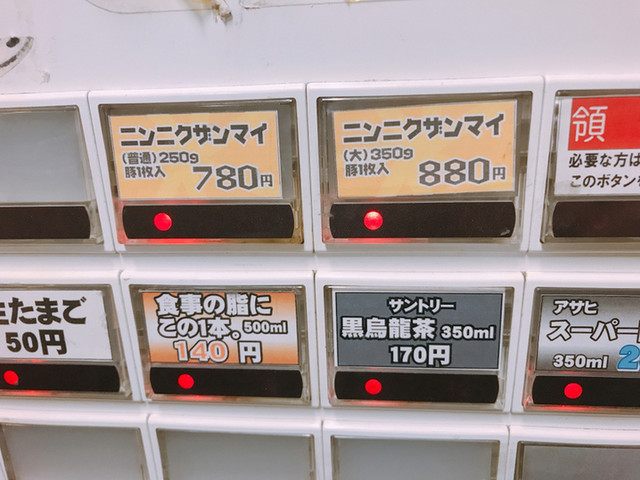 ニンニクザンマイ
(普通)250g
豚1枚入 780円
ニンニクザンマイ
(大)350g
豚1枚入 880円
領
必要な方は
このボタンを
生たまご
50円
食事の脂に
この1本。500ml
140円
サントリー
黒烏龍茶 350ml
170円
アサヒ
スーパー
350ml 2